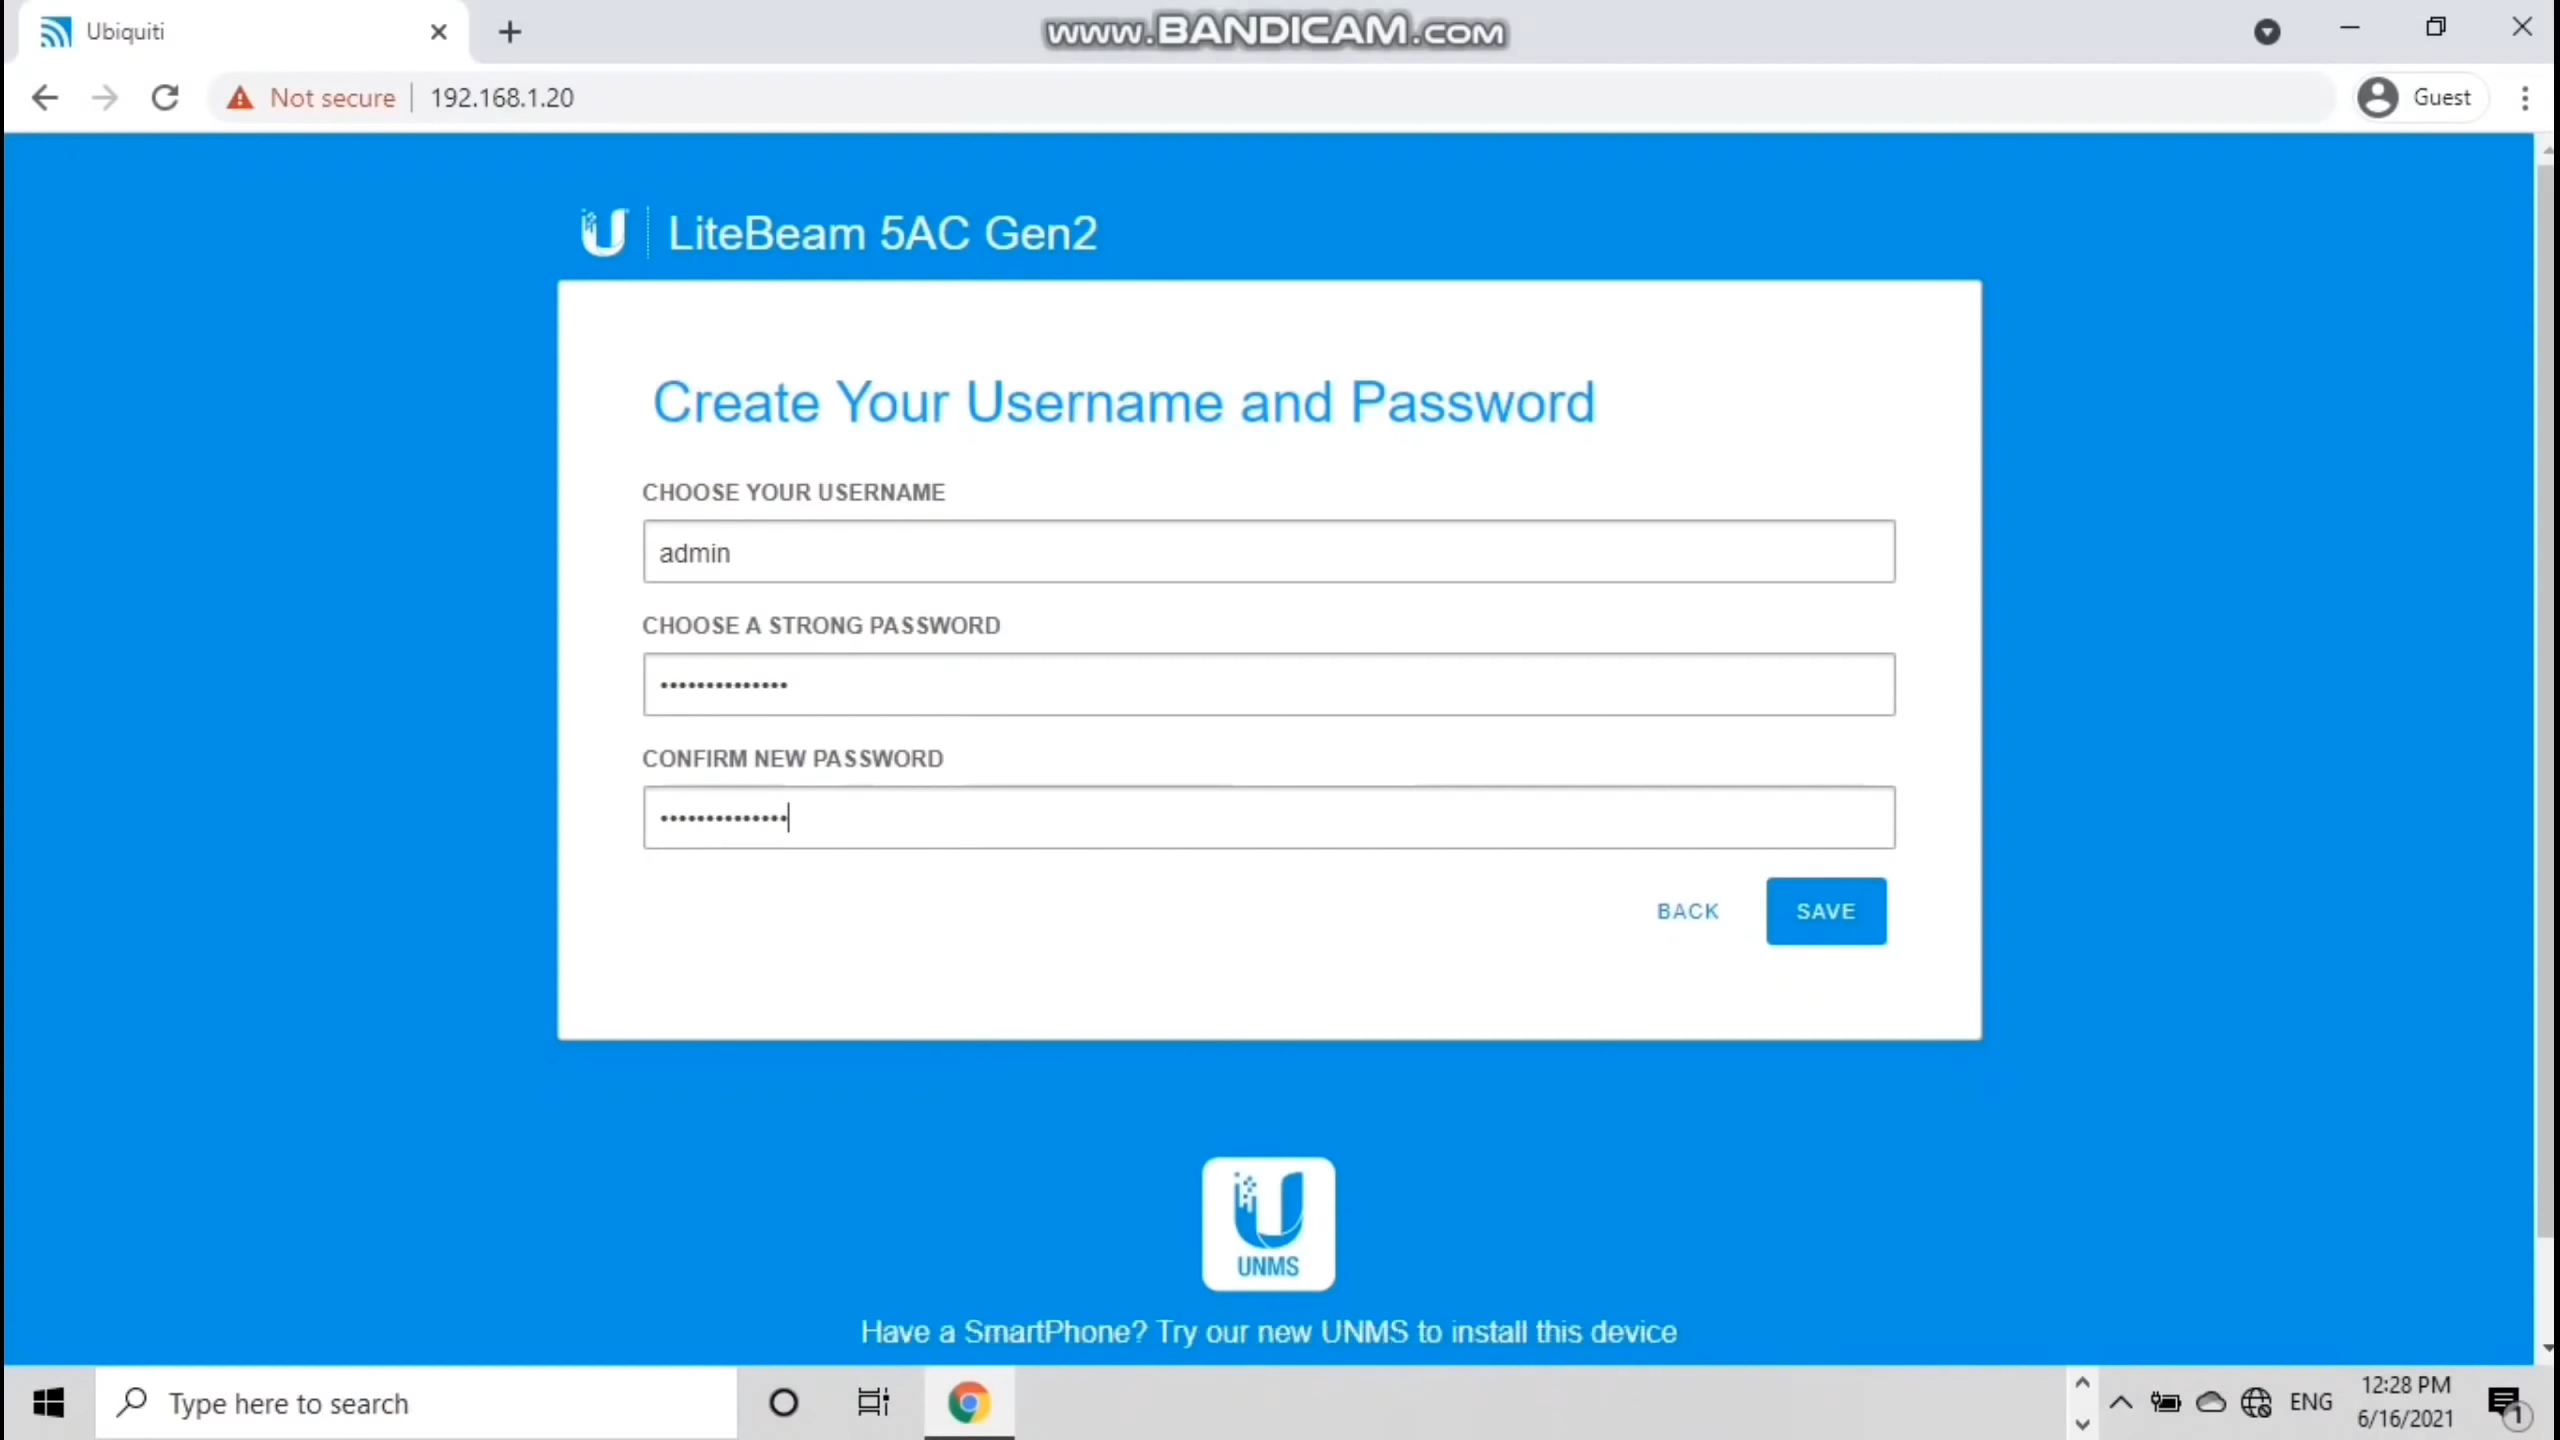 Ubiquiti
www.BANDICAM.com
Not secure
192.168.1.20
Guest
LiteBeam 5AC Gen2
Create Your Username and Password
CHOOSE YOUR USERNAME
admin
CHOOSE A STRONG PASSWORD
••••••••••••••
CONFIRM NEW PASSWORD
••••••••••••••
BACK
SAVE
UNMS
Have a SmartPhone? Try our new UNMS to install this device
Type here to search
ENG
12:28 PM
6/16/2021
1